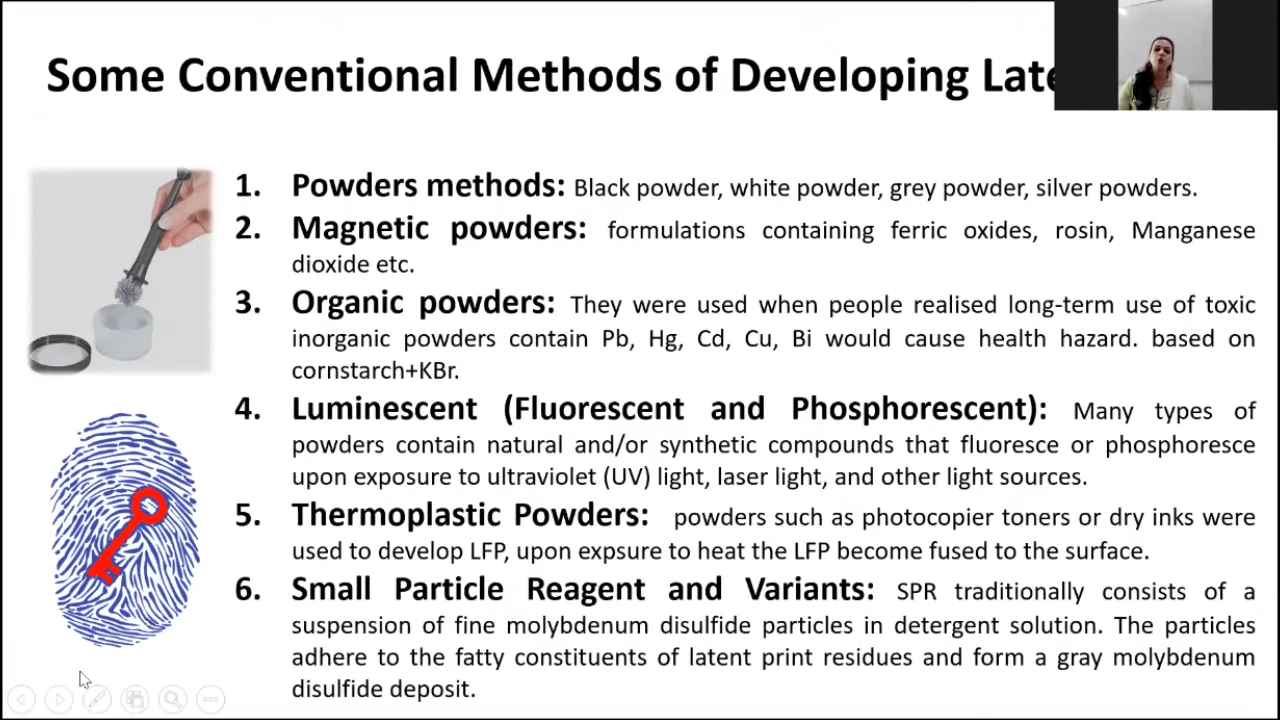 Some Conventional Methods of Developing
1. Powders methods: Black powder, white powder, grey powder, silver powders.
2. Magnetic powders: formulations containing ferric oxides, rosin, Manganese
dioxide etc.
3. Organic powders: They were used when people realised long-term use of toxic
inorganic powders contain Pb, Hg, Cd, Cu, Bi would cause health hazard. based on
cornstarch+KBr.
4. Luminescent (Fluorescent and Phosphorescent): Many types of
powders contain natural and/or synthetic compounds that fluoresce or phosphoresce
upon exposure to ultraviolet (UV) light, laser light, and other light sources.
5. Thermoplastic Powders: powders such as photocopier toners or dry inks were
used to develop LFP, upon expsure to heat the LFP become fused to the surface.
6. Small Particle Reagent and Variants: SPR traditionally consists of a
suspension of fine molybdenum disulfide particles in detergent solution. The particles
adhere to the fatty constituents of latent print residues and form a gray molybdenum
disulfide deposit.